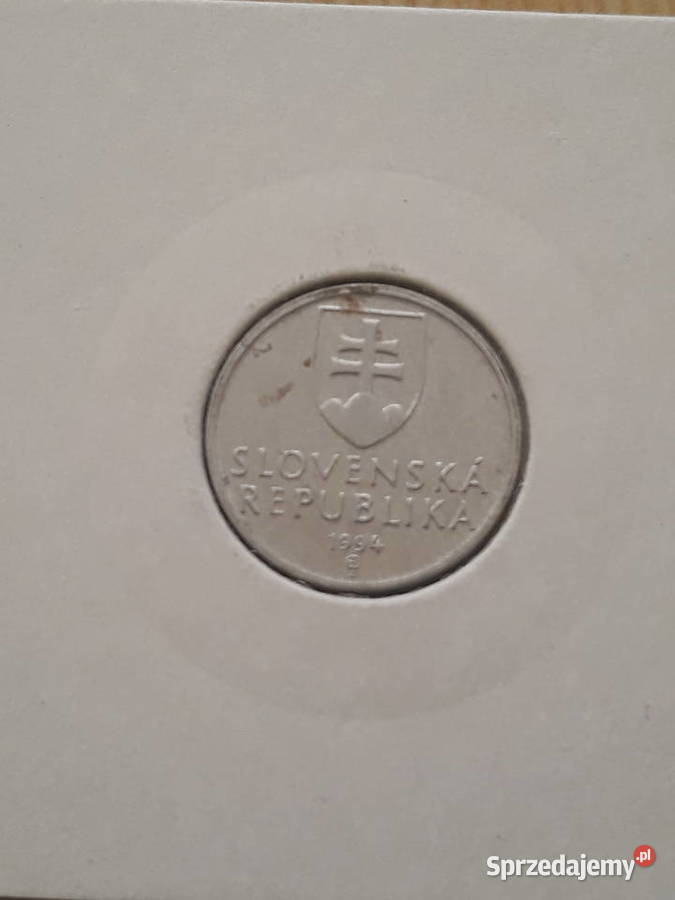 SLOVENSKÁ
REPUBLIKA
1994
Sprzedajemy.pl